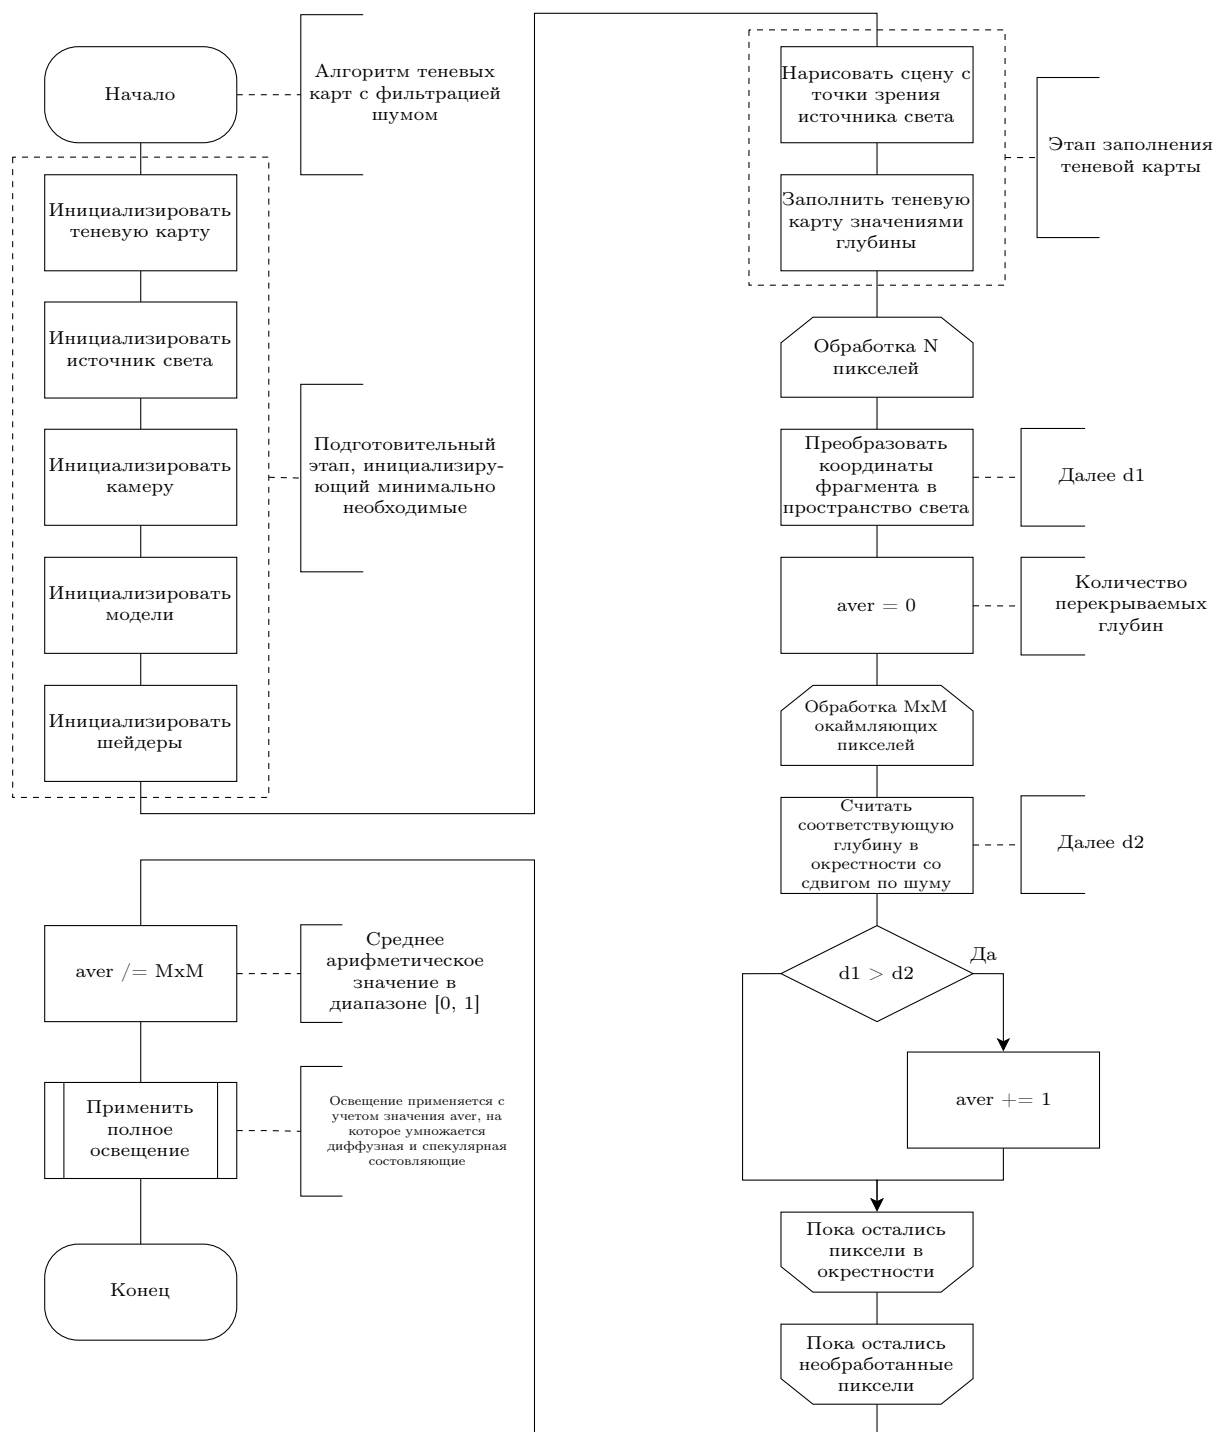 Начало
Алгоритм теневых
карт с фильтрацией
шумом
Инициализировать
теневую карту
Инициализировать
источник света
Инициализировать
камеру
Подготовительный
этап, инициализиру-
ющий минимально
необходимые
Инициализировать
модели
Инициализировать
шейдеры
Нарисовать сцену с
точки зрения
источника света
Этап заполнения
теневой карты
Заполнить теневую
карту значениями
глубины
Обработка N
пикселей
Преобразовать
координаты
фрагмента в
пространство света
Далее d1
aver = 0
Количество
перекрываемых
глубин
Обработка MxM
окаймляющих
пикселей
Считать
соответствующую
глубину в
окрестности со
сдвигом по шуму
Далее d2
d1 > d2
Да
aver += 1
Пока остались
пиксели в
окрестности
Пока остались
необработанные
пиксели
aver /= MxM
Среднее
арифметическое
значение в
диапазоне [0, 1]
Применить
полное
освещение
Освещение применяется с
учетом значения aver, на
которое умножается
диффузная и спекулярная
состовляющие
Конец